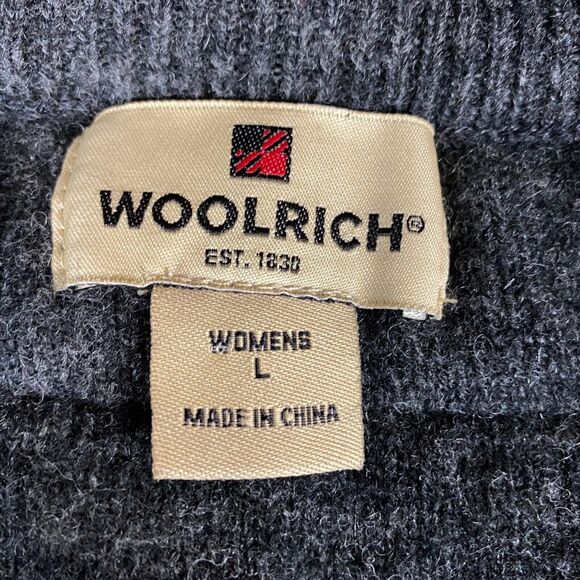 WOOLRICH®
EST. 1830
WOMENS
L
MADE IN CHINA